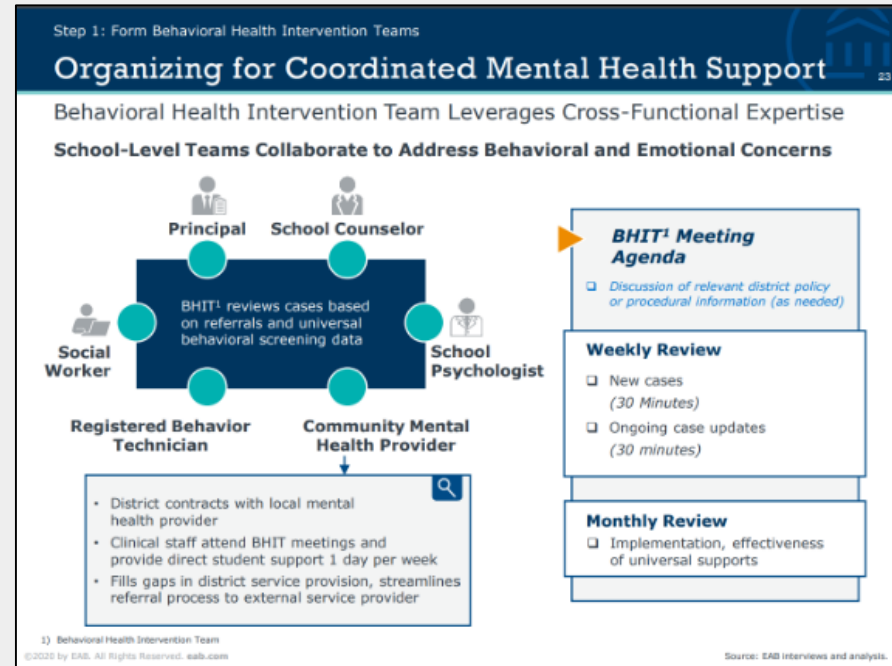 Step 1: Form Behavioral Health Intervention Teams
Organizing for Coordinated Mental Health Support
23
Behavioral Health Intervention Team Leverages Cross-Functional Expertise
School-Level Teams Collaborate to Address Behavioral and Emotional Concerns
Principal
School Counselor
BHIT¹ reviews cases based
on referrals and universal
behavioral screening data
Social
Worker
School
Psychologist
Registered Behavior
Technician
Community Mental
Health Provider
• District contracts with local mental
health provider
• Clinical staff attend BHIT meetings and
provide direct student support 1 day per week
• Fills gaps in district service provision, streamlines
referral process to external service provider
BHIT¹ Meeting
Agenda
Discussion of relevant district policy
or procedural information (as needed)
Weekly Review
New cases
(30 Minutes)
Ongoing case updates
(30 minutes)
Monthly Review
Implementation, effectiveness
of universal supports
1) Behavioral Health Intervention Team
©2020 by EAB. All Rights Reserved. eab.com
Source: EAB interviews and analysis.